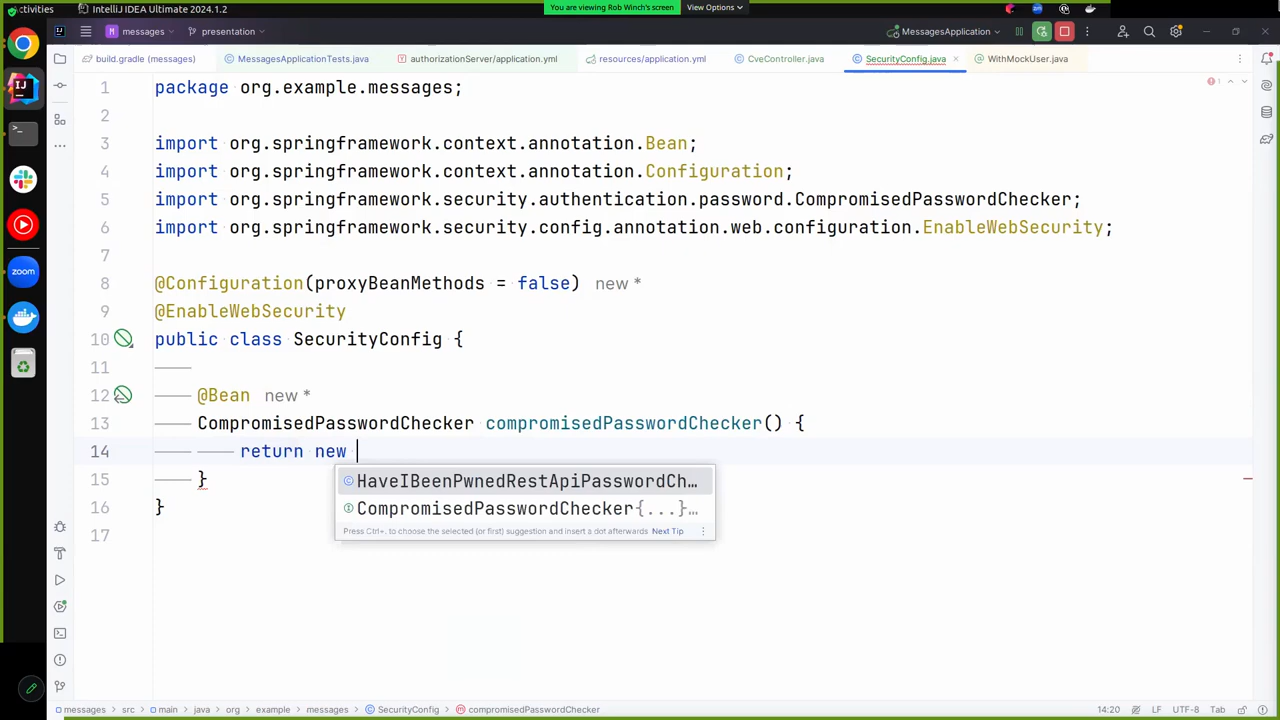 Activities
IntelliJ IDEA Ultimate 2024.1.2
You are viewing Rob Winch's screen
View Options
M
messages
presentation
MessagesApplication
build.gradle (messages)
MessagesApplicationTests.java
authorizationServer/application.yml
resources/application.yml
CveController.java
SecurityConfig.java
WithMockUser.java
1 package org.example.messages;
1
2
3 import org.springframework.context.annotation.Bean;
4 import org.springframework.context.annotation.Configuration;
5 import org.springframework.security.authentication.password.CompromisedPasswordChecker;
6 import org.springframework.security.config.annotation.web.configuration.EnableWebSecurity;
7
8 @Configuration(proxyBeanMethods = false) new *
9 @EnableWebSecurity
10 public class SecurityConfig {
11
12 @Bean new *
13 CompromisedPasswordChecker compromisedPasswordChecker() {
14 return new
HaveIBeenPwnedRestApiPasswordCh…
15 }
CompromisedPasswordChecker{...}…
16 }
Press Ctrl+. to choose the selected (or first) suggestion and insert a dot afterwards Next Tip
17
zoom
messages > src > main > java > org > example > messages > SecurityConfig > compromisedPasswordChecker
14:20 LF UTF-8 Tab